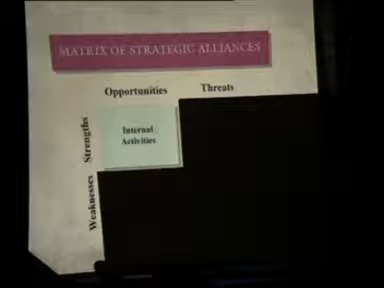 MATRIX OF STRATEGIC ALLIANCES
Opportunities Threats
Strengths
Internal
Activities
Weaknesses